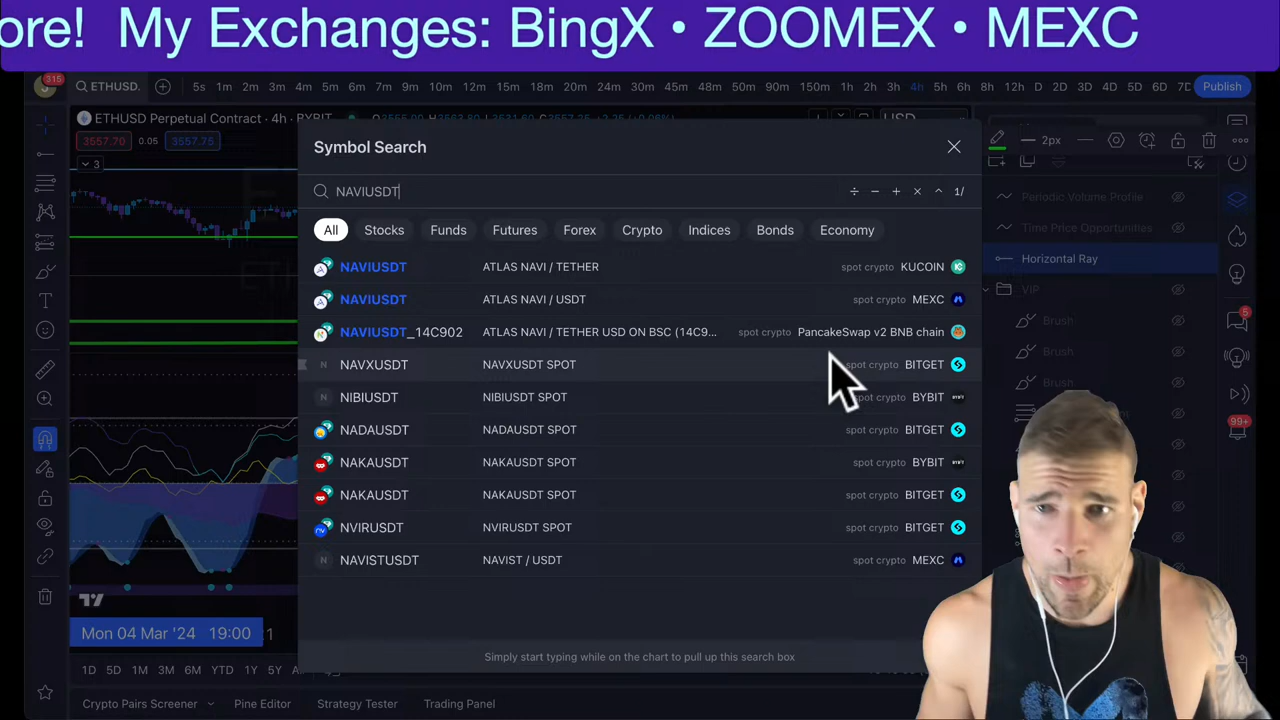 ore! My Exchanges: BingX • ZOOMEX • MEXC
315
ETHUSD.
5s 1m 2m 3m 4m 5m 6m 7m 9m 10m 12m 15m 18m 20m 24m 30m 45m 48m 50m 90m 150m 1h 2h 3h 4h 5h 6h 8h 12h D 2D 3D 4D 5D 6D 7D
Publish
ETHUSD Perpetual Contract · 4h · BYBIT
USD
3557.70 0.05 3557.75
3
2px
Symbol Search
NAVIUSDT
1/
All Stocks Funds Futures Forex Crypto Indices Bonds Economy
NAVIUSDT ATLAS NAVI / TETHER spot crypto KUCOIN
NAVIUSDT ATLAS NAVI / USDT spot crypto MEXC
NAVIUSDT_14C902 ATLAS NAVI / TETHER USD ON BSC (14C9... spot crypto PancakeSwap v2 BNB chain
N NAVXUSDT NAVXUSDT SPOT spot crypto BITGET
N NIBIUSDT NIBIUSDT SPOT spot crypto BYBIT
NADAUSDT NADAUSDT SPOT spot crypto BITGET
NAKAUSDT NAKAUSDT SPOT spot crypto BYBIT
NAKAUSDT NAKAUSDT SPOT spot crypto BITGET
NVIRUSDT NVIRUSDT SPOT spot crypto BITGET
N NAVISTUSDT NAVIST / USDT spot crypto MEXC
Simply start typing while on the chart to pull up this search box
Periodic Volume Profile
Time Price Opportunities
Horizontal Ray
VIP
Brush
Brush
Brush
99+
Mon 04 Mar '24 19:00
21
1D 5D 1M 3M 6M YTD 1Y 5Y
Crypto Pairs Screener Pine Editor Strategy Tester Trading Panel